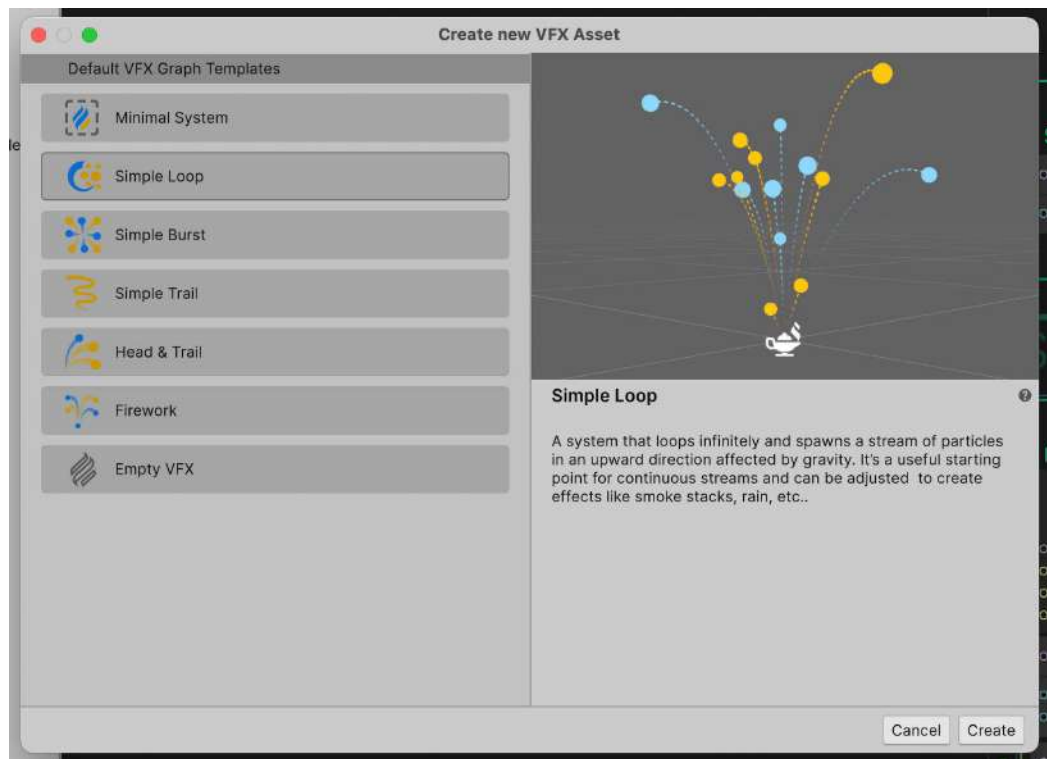 Create new VFX Asset
Default VFX Graph Templates
Minimal System
Simple Loop
Simple Burst
Simple Trail
Head & Trail
Firework
Empty VFX
Simple Loop
A system that loops infinitely and spawns a stream of particles
in an upward direction affected by gravity. It's a useful starting
point for continuous streams and can be adjusted  to create
effects like smoke stacks, rain, etc..
Cancel
Create